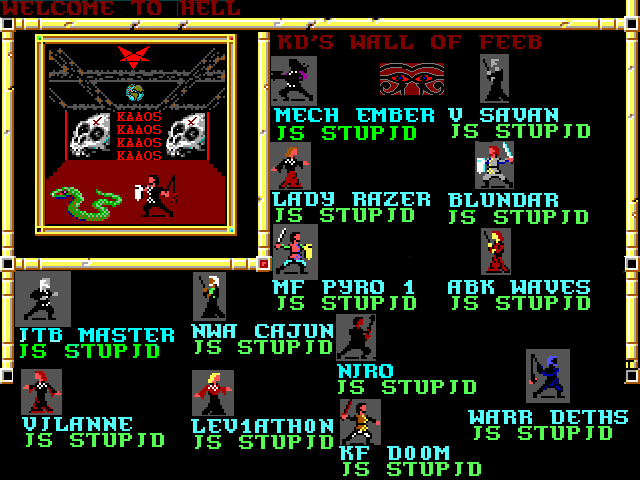 WELCOME TO HELL
KD'S WALL OF FEEB
KAAOS
KAAOS
KAAOS
KAAOS
MECH EMBER
JS STUPJD
V SAVAN
JS STUPJD
LADY RAZER
JS STUPJD
BLUNDAR
JS STUPJD
MF PYRO 1
JS STUPJD
ABK WAVES
JS STUPJD
JTB MASTER
JS STUPJD
NWA CAJUN
JS STUPJD
NJRO
JS STUPJD
VJLANNE
JS STUPJD
LEV1ATHON
JS STUPJD
KF DOOM
JS STUPJD
WARR DETHS
JS STUPJD